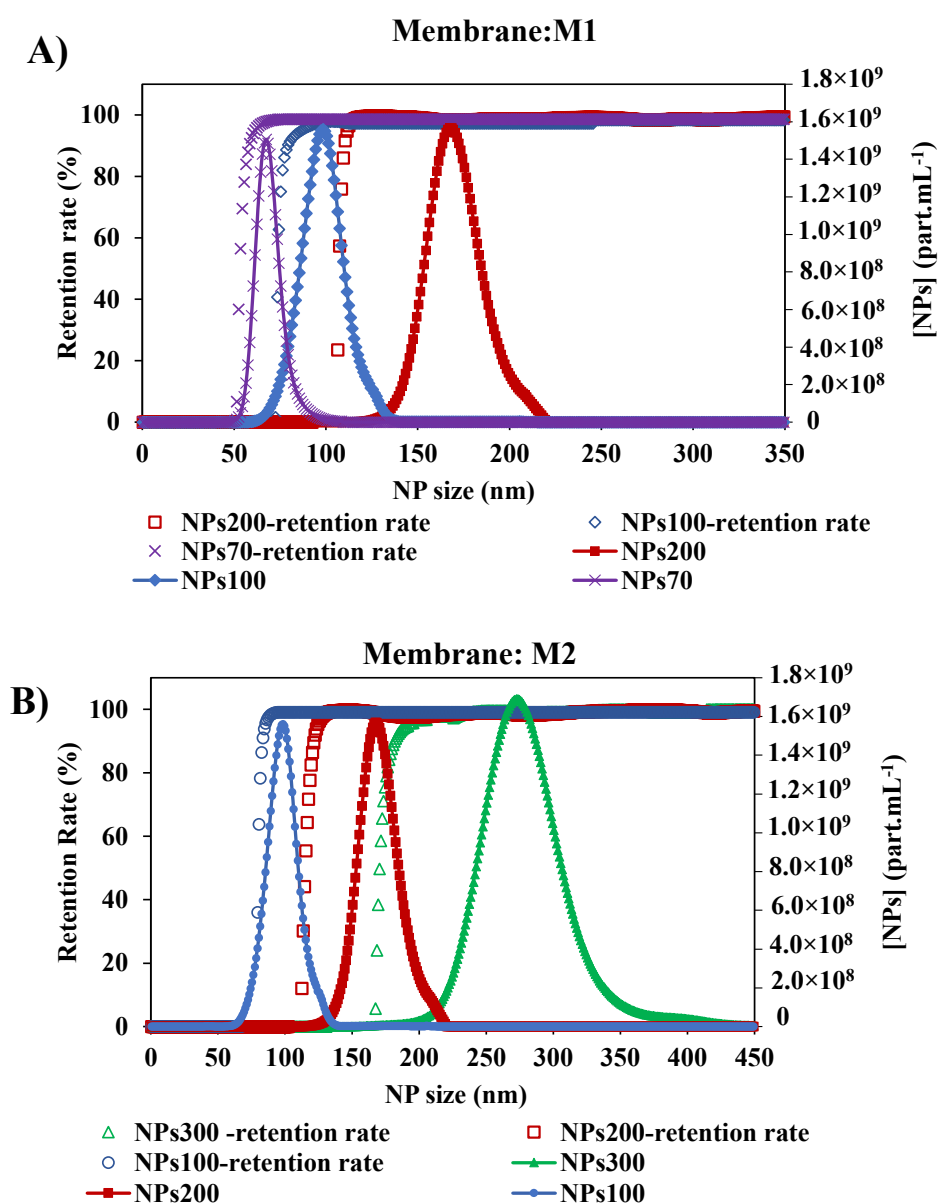 A)
Membrane:M1
Retention rate (%)
100
80
60
40
20
0
1.8×10⁹
1.6×10⁹
1.4×10⁹
1.2×10⁹
1.0×10⁹
8.0×10⁸
6.0×10⁸
4.0×10⁸
2.0×10⁸
0
[NPs] (part.mL⁻¹)
0 50 100 150 200 250 300 350
NP size (nm)
NPs200-retention rate NPs100-retention rate
NPs70-retention rate NPs200
NPs100 NPs70
B)
Membrane: M2
Retention Rate (%)
100
80
60
40
20
0
1.8×10⁹
1.6×10⁹
1.4×10⁹
1.2×10⁹
1.0×10⁹
8.0×10⁸
6.0×10⁸
4.0×10⁸
2.0×10⁸
0
[NPs] (part.mL⁻¹)
0 50 100 150 200 250 300 350 400 450
NP size (nm)
NPs300 -retention rate NPs200-retention rate
NPs100-retention rate NPs300
NPs200 NPs100